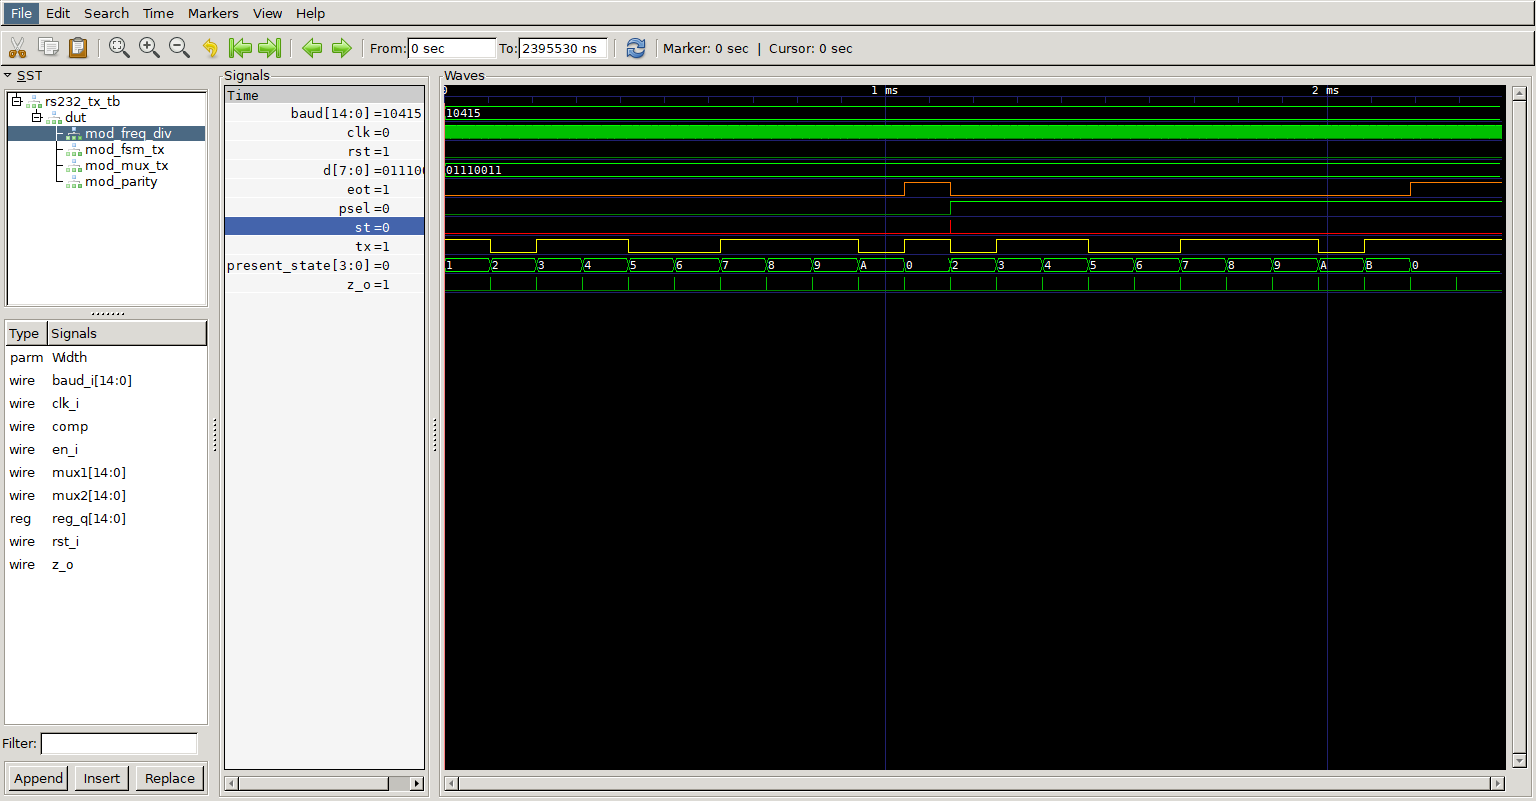 File Edit Search Time Markers View Help
From: 0 sec To: 2395530 ns Marker: 0 sec | Cursor: 0 sec
SST
rs232_tx_tb
dut
mod_freq_div
mod_fsm_tx
mod_mux_tx
mod_parity
Type Signals
parm Width
wire baud_i[14:0]
wire clk_i
wire comp
wire en_i
wire mux1[14:0]
wire mux2[14:0]
reg reg_q[14:0]
wire rst_i
wire z_o
Filter:
Append Insert Replace
Signals
Time
baud[14:0]=10415
clk=0
rst=1
d[7:0]=01110
eot=1
psel=0
st=0
tx=1
present_state[3:0]=0
z_o=1
Waves
0 1 ms 2 ms
10415
01110011
1 2 3 4 5 6 7 8 9 A 0 2 3 4 5 6 7 8 9 A B 0